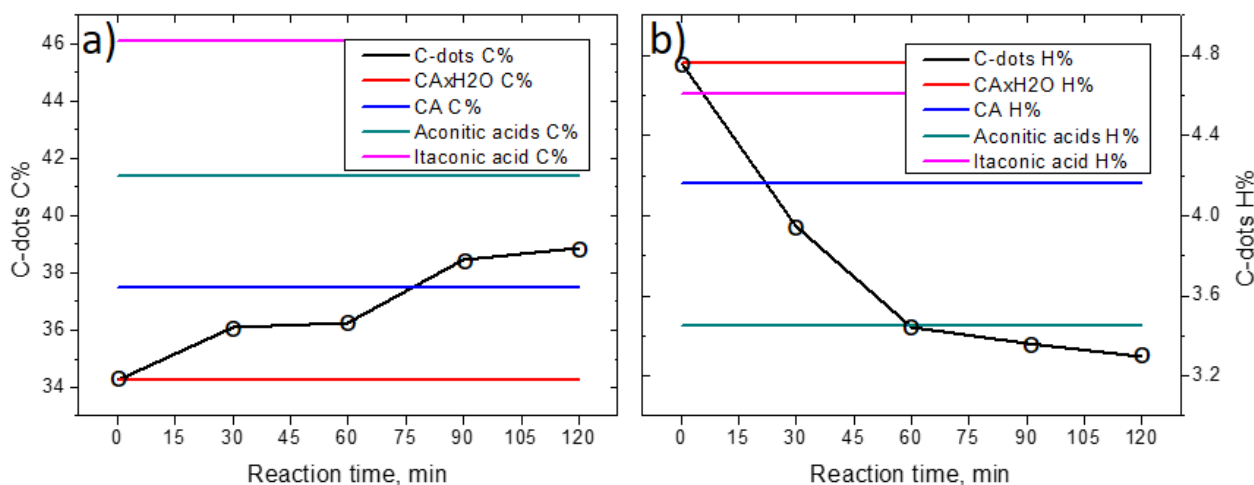 a)
C-dots C%
46
44
42
40
38
36
34
C-dots C%
CAxH2O C%
CA C%
Aconitic acids C%
Itaconic acid C%
0 15 30 45 60 75 90 105 120
Reaction time, min
b)
C-dots H%
CAxH2O H%
CA H%
Aconitic acids H%
Itaconic acid H%
4.8
4.4
4.0
3.6
3.2
C-dots H%
0 15 30 45 60 75 90 105 120
Reaction time, min